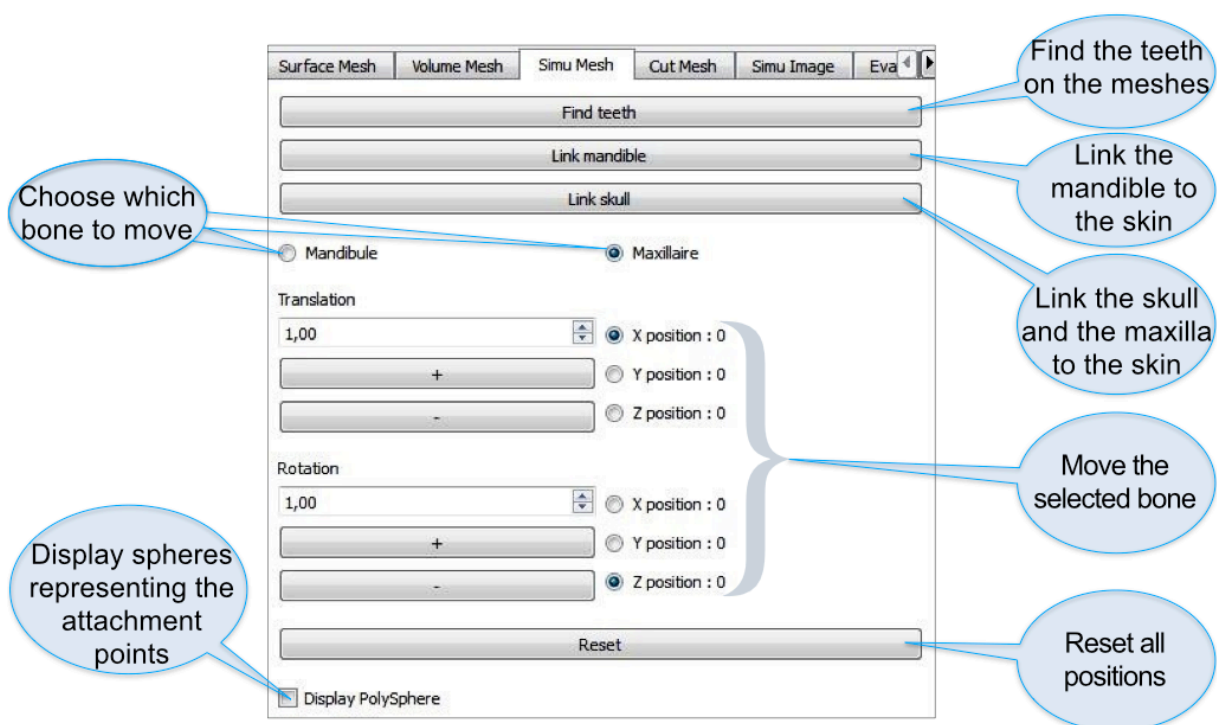 Surface Mesh
Volume Mesh
Simu Mesh
Cut Mesh
Simu Image
Eva
Find teeth
Link mandible
Link skull
Mandibule
Maxillaire
Translation
1,00
X position : 0
+
Y position : 0
-
Z position : 0
Rotation
1,00
X position : 0
+
Y position : 0
-
Z position : 0
Reset
Display PolySphere
Choose which
bone to move
Display spheres
representing the
attachment
points
Find the teeth
on the meshes
Link the
mandible to
the skin
Link the skull
and the maxilla
to the skin
Move the
selected bone
Reset all
positions